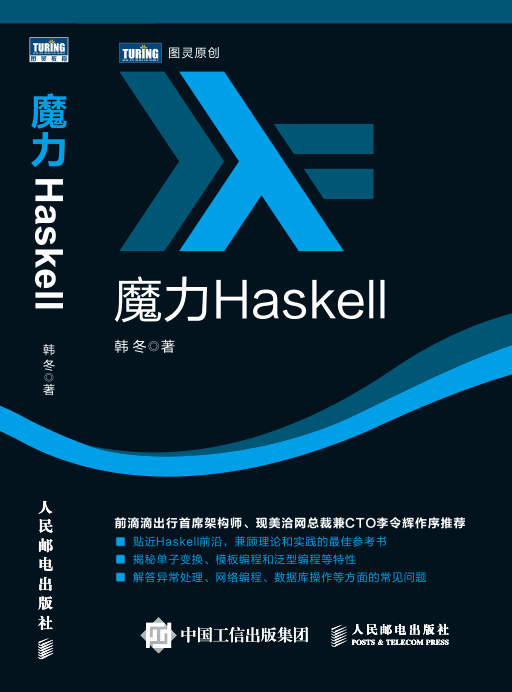 TURING
图灵教育
魔力Haskell
韩冬◎著
人民邮电出版社
TURING
图灵原创
魔力Haskell
韩 冬◎著
前滴滴出行首席架构师、现美洽网总裁兼CTO李令辉作序推荐
贴近Haskell前沿，兼顾理论和实践的最佳参考书
揭秘单子变换、模板编程和泛型编程等特性
解答异常处理、网络编程、数据库操作等方面的常见问题
中国工信出版集团
人民邮电出版社
POSTS & TELECOM PRESS